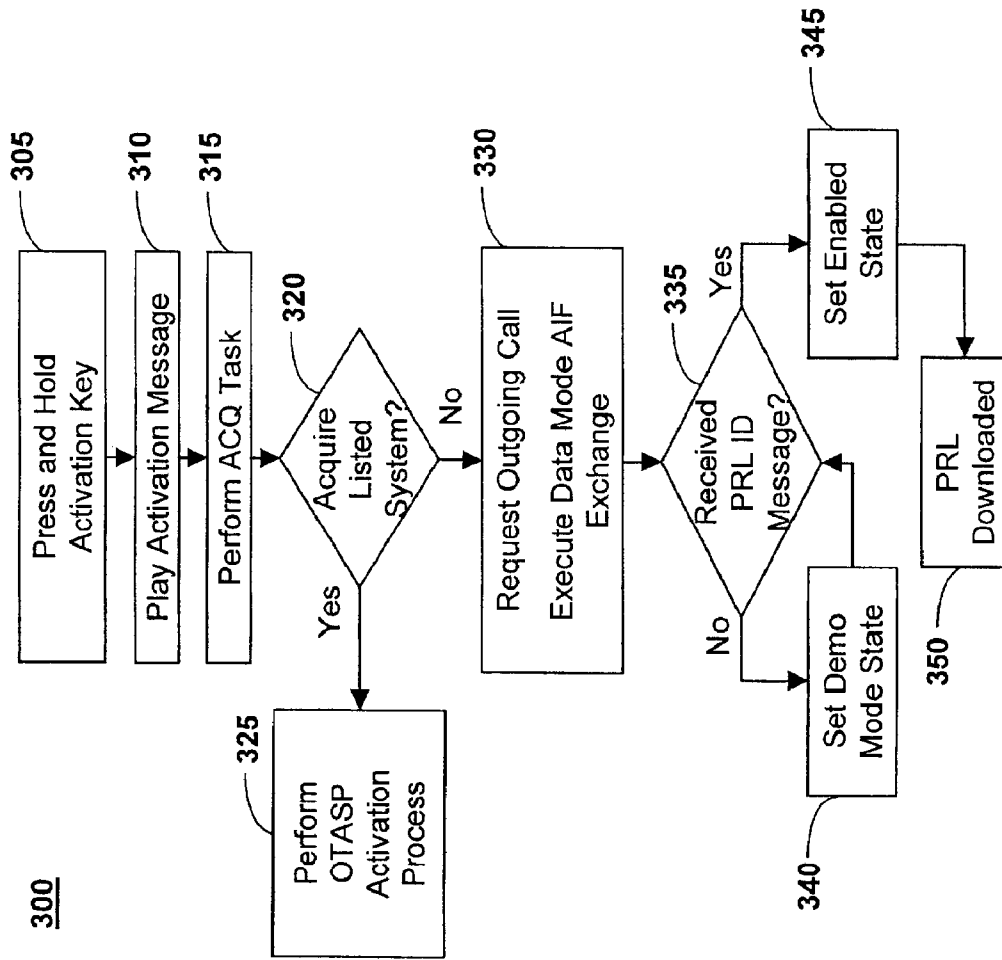 300
305
Press and Hold
Activation Key
310
Play Activation Message
315
Perform ACQ Task
320
Acquire
Listed
System?
Yes
No
325
Perform
OTASP
Activation
Process
330
Request Outgoing Call
Execute Data Mode AIF
Exchange
335
Received
PRL ID
Message?
No
Yes
340
Set Demo
Mode State
345
Set Enabled
State
350
PRL
Downloaded